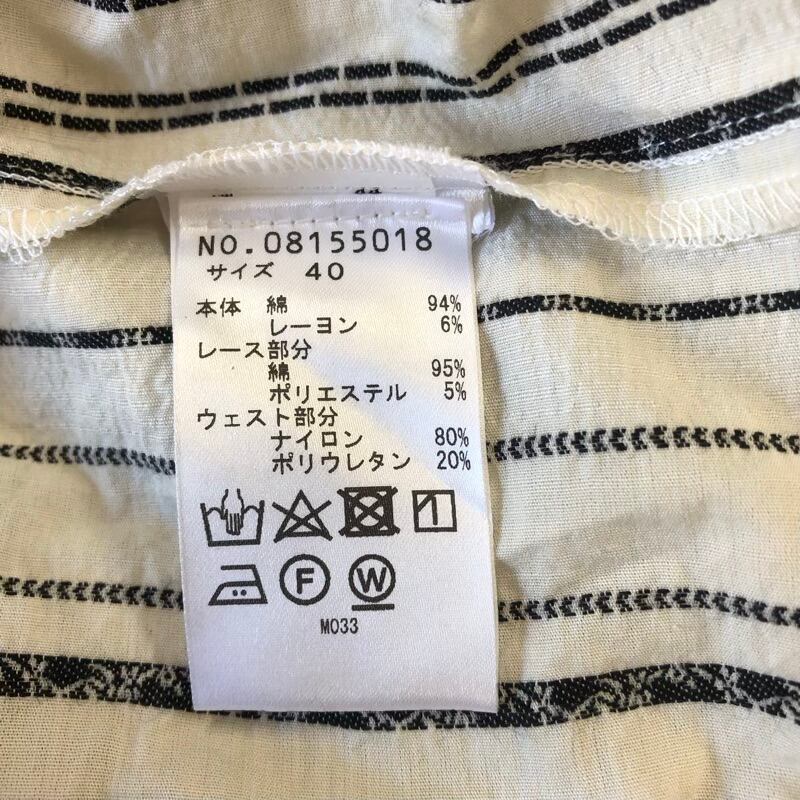 NO.08155018
サイズ 40
本体 綿 94%
レーヨン 6%
レース部分
綿 95%
ポリエステル 5%
ウェスト部分
ナイロン 80%
ポリウレタン 20%
F W
M033